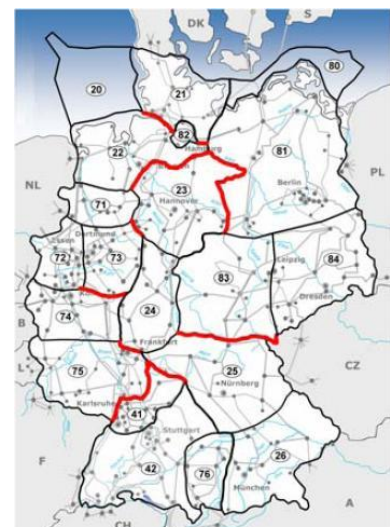 DK
S
20
21
80
82
Hamburg
22
81
NL
23
PL
Berlin
71
Hannover
Dortmund
Essen
72
73
83
Leipzig
84
24
Dresden
74
B
Frankfurt
CZ
L
75
25
Nürnberg
Karlsruhe
41
Stuttgart
F
42
76
26
München
A
CH